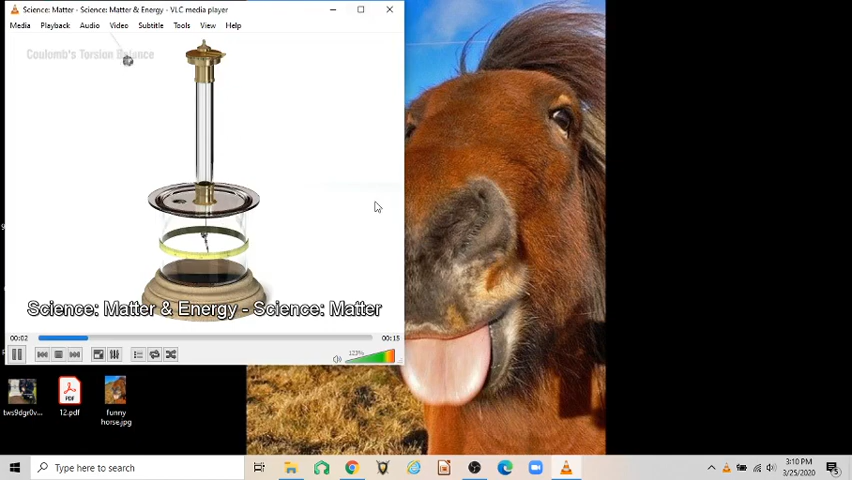 Science: Matter - Science: Matter & Energy - VLC media player
Media Playback Audio Video Subtitle Tools View Help
Coulomb's Torsion Balance
Science: Matter & Energy - Science: Matter
00:02 00:15
123%
12.pdf
funny
horse.jpg
Type here to search
3:10 PM
3/25/2020
5